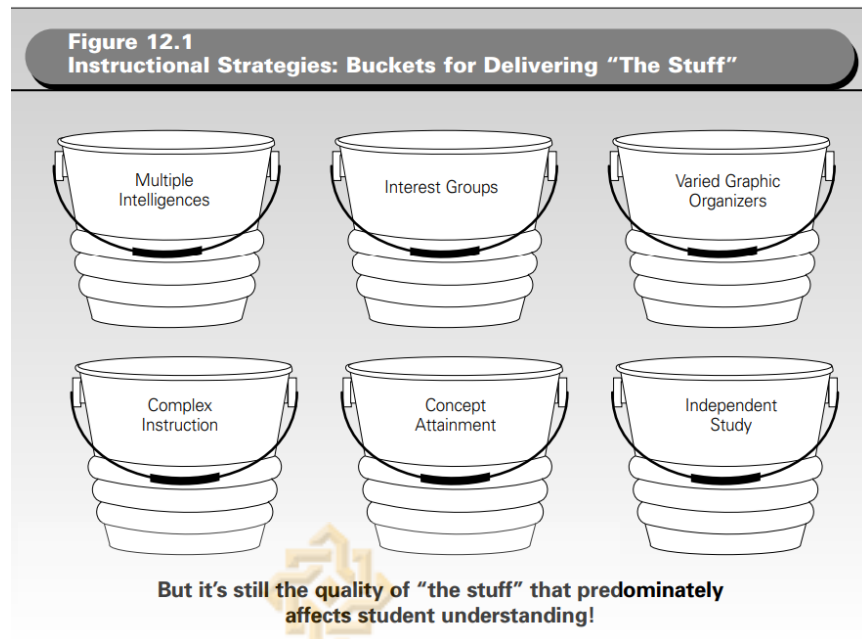 Figure 12.1
Instructional Strategies: Buckets for Delivering “The Stuff”
Multiple
Intelligences
Interest Groups
Varied Graphic
Organizers
Complex
Instruction
Concept
Attainment
Independent
Study
But it’s still the quality of “the stuff” that predominately
affects student understanding!